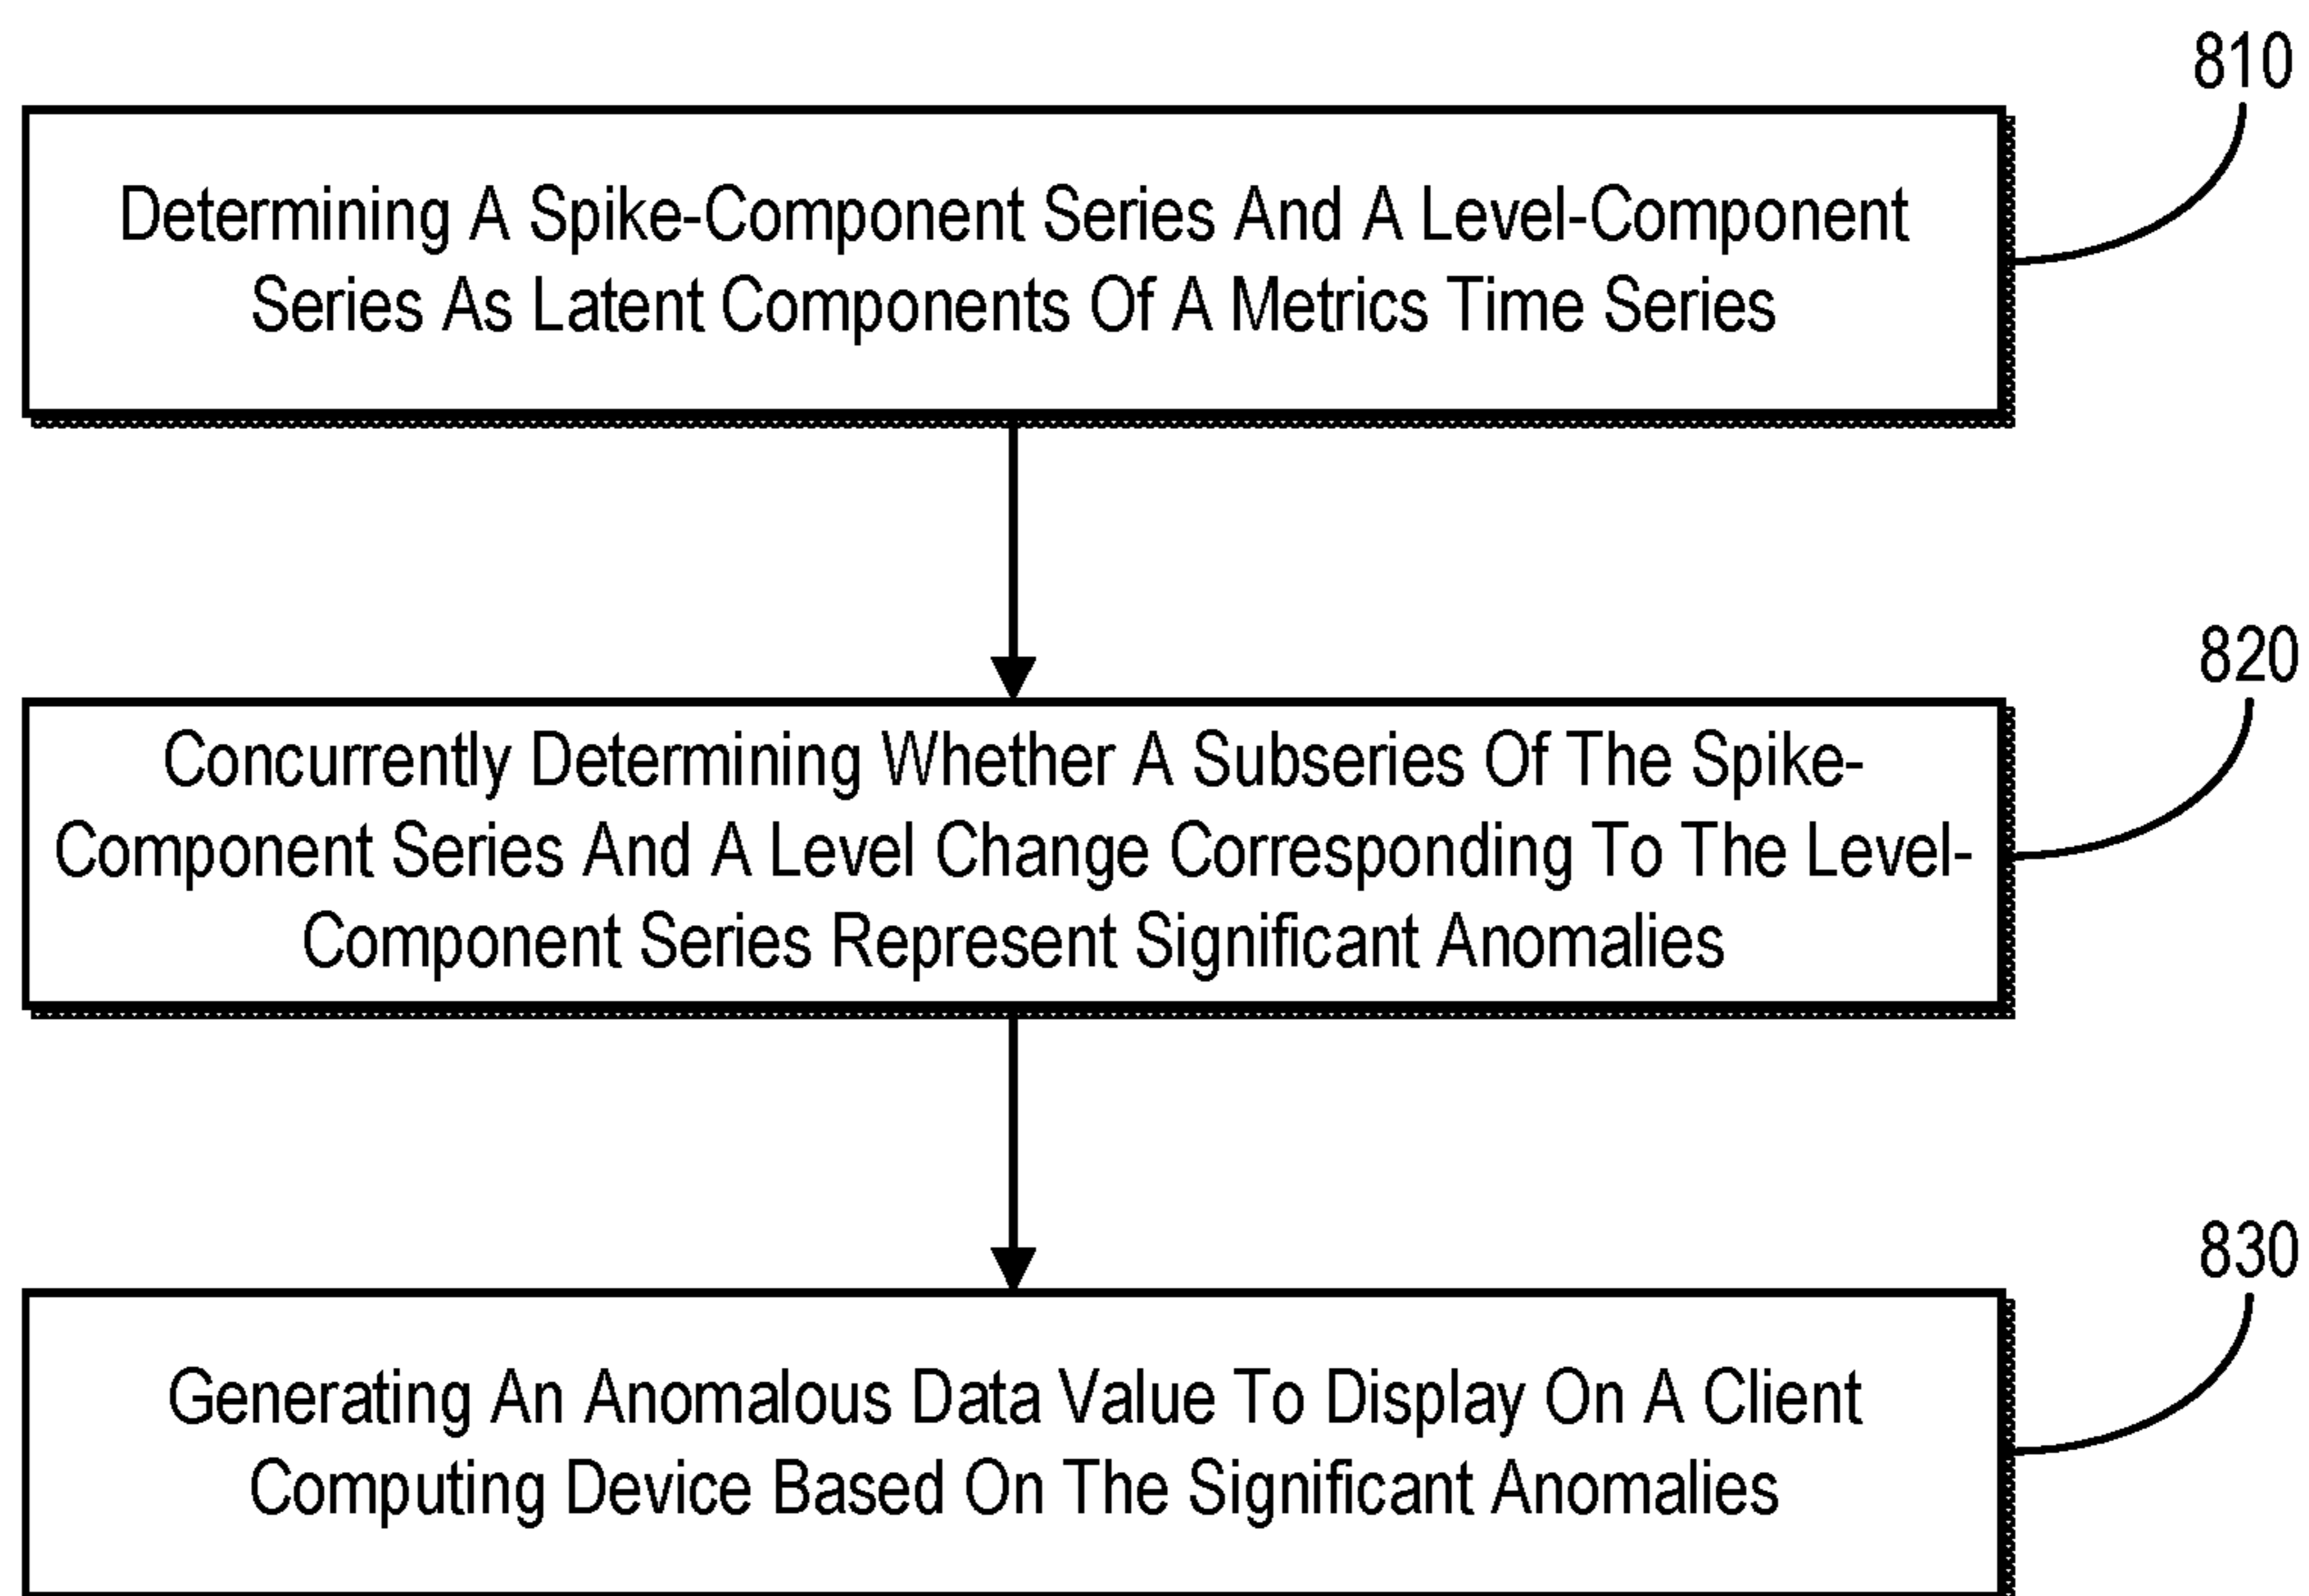 810
Determining A Spike-Component Series And A Level-Component
Series As Latent Components Of A Metrics Time Series
820
Concurrently Determining Whether A Subseries Of The Spike-
Component Series And A Level Change Corresponding To The Level-
Component Series Represent Significant Anomalies
830
Generating An Anomalous Data Value To Display On A Client
Computing Device Based On The Significant Anomalies